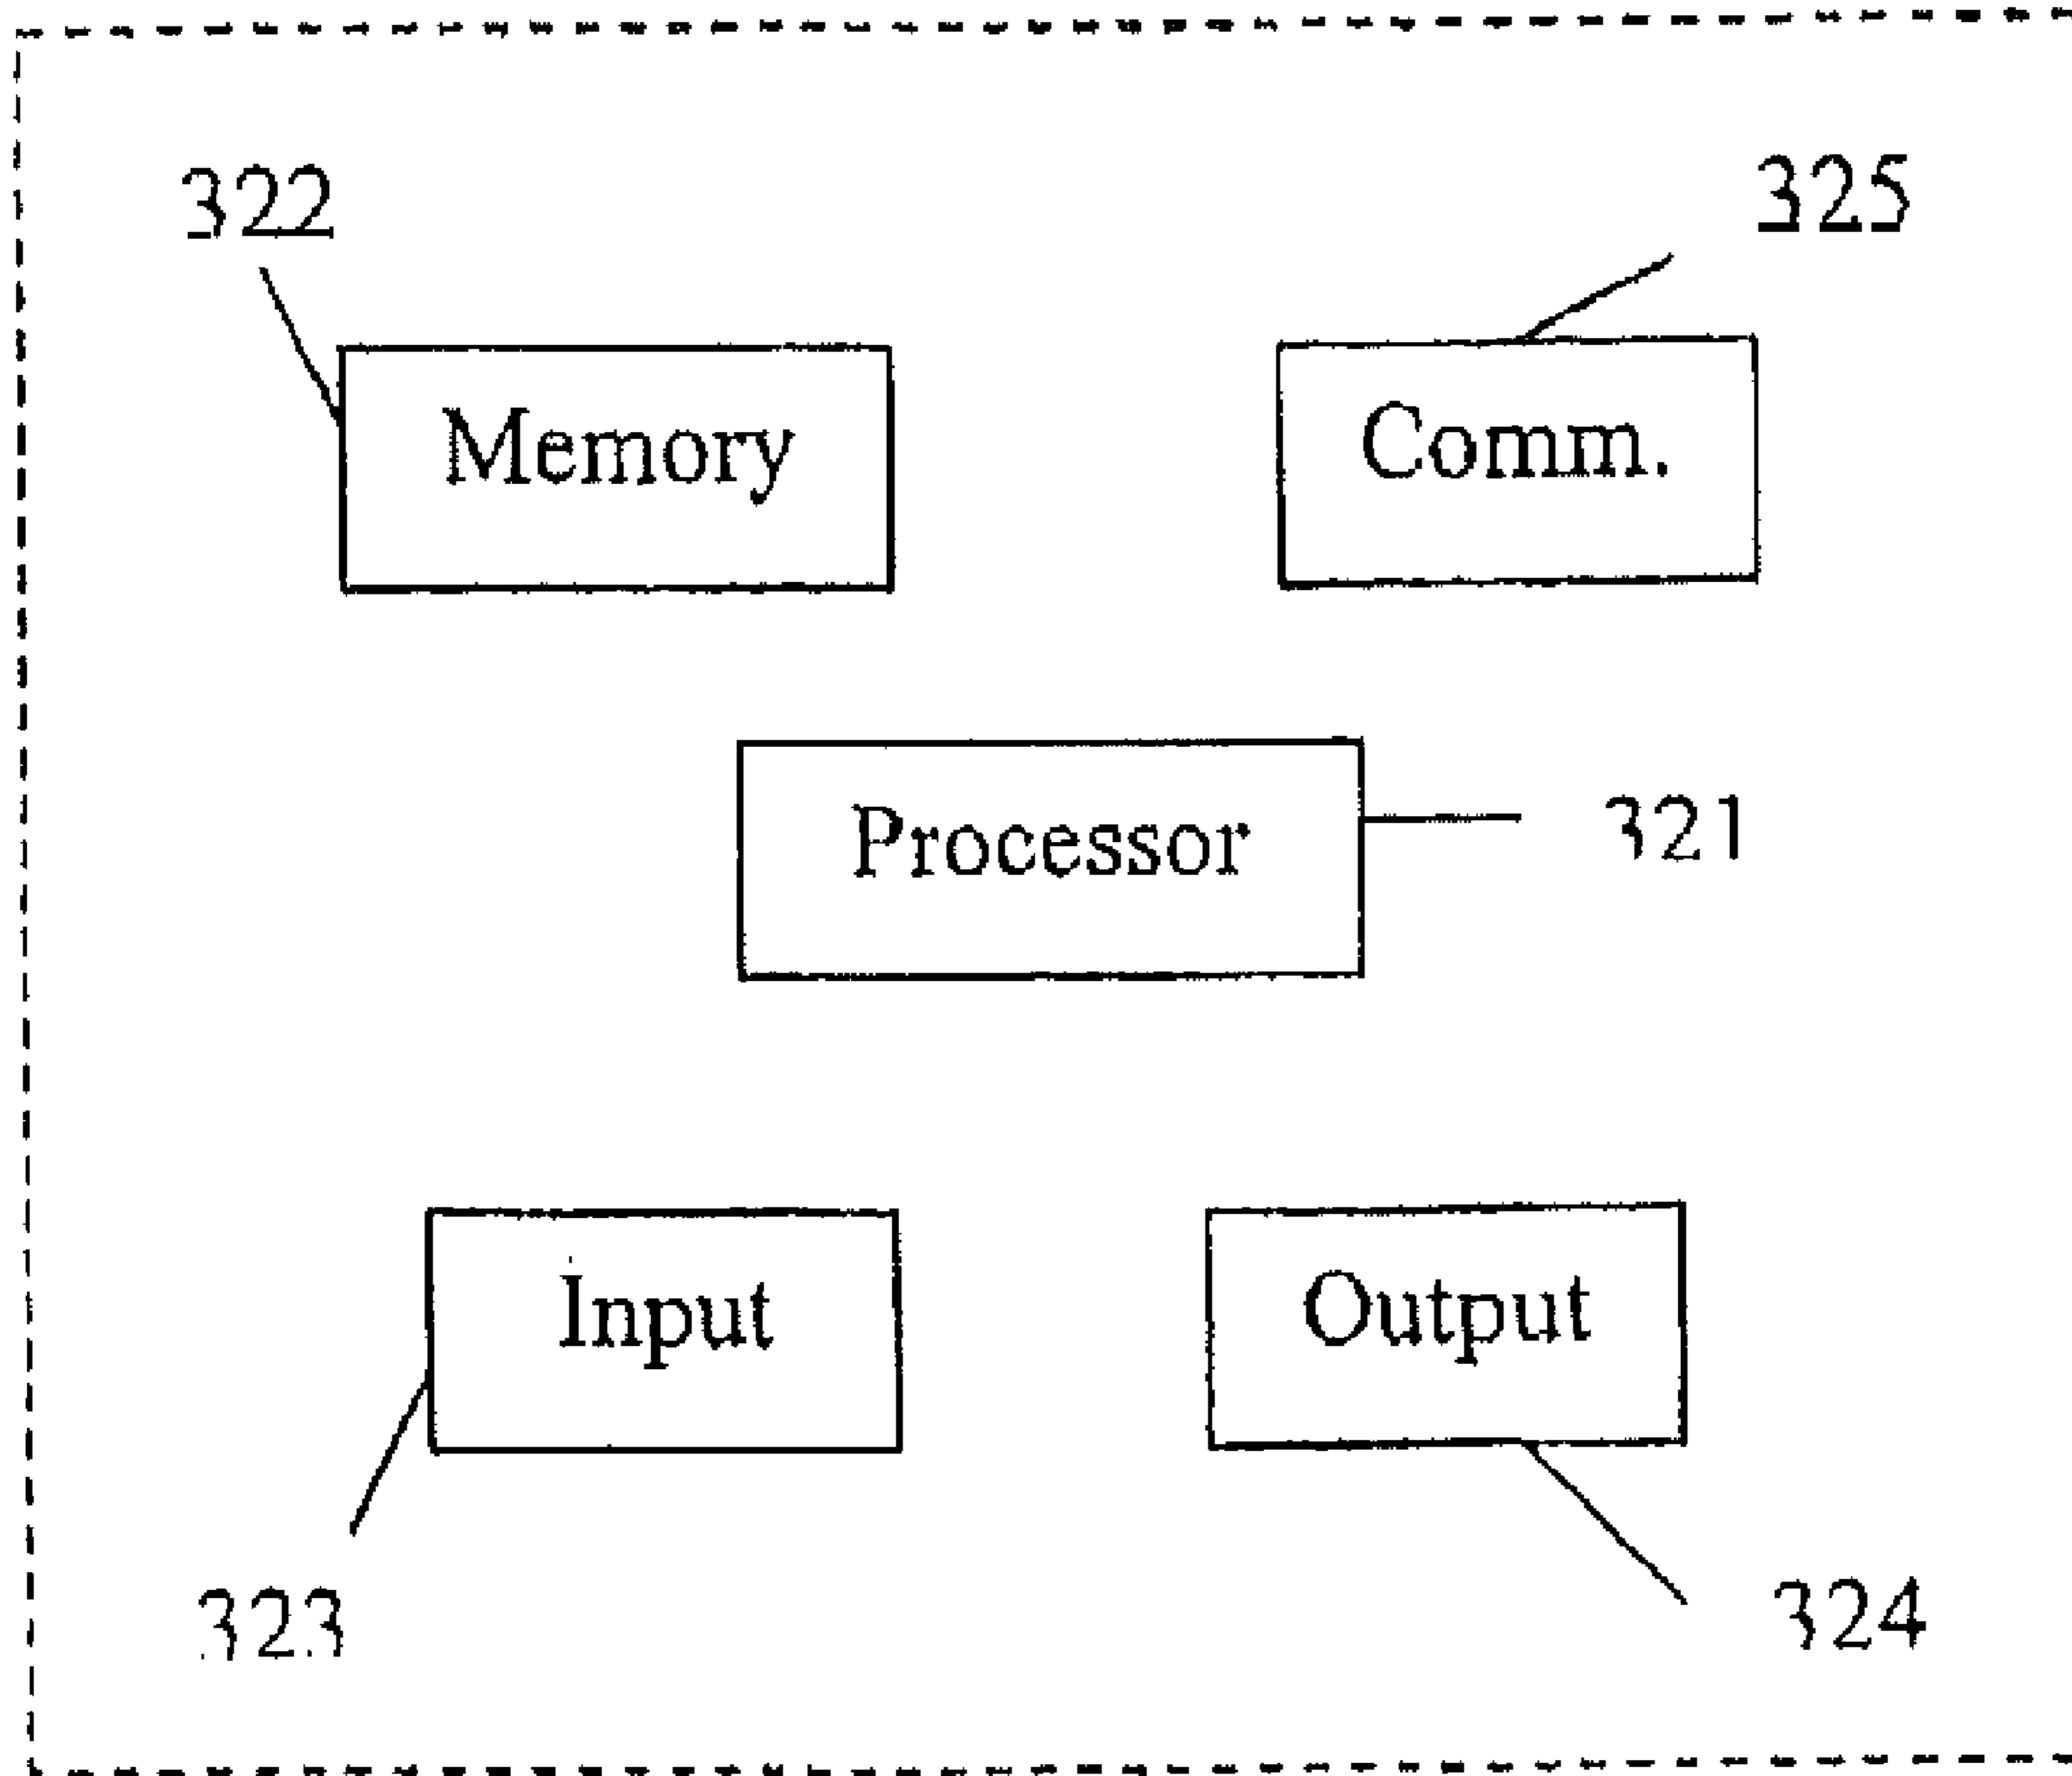 322
325
Memory
Comm.
Processor
321
Input
Output
323
324